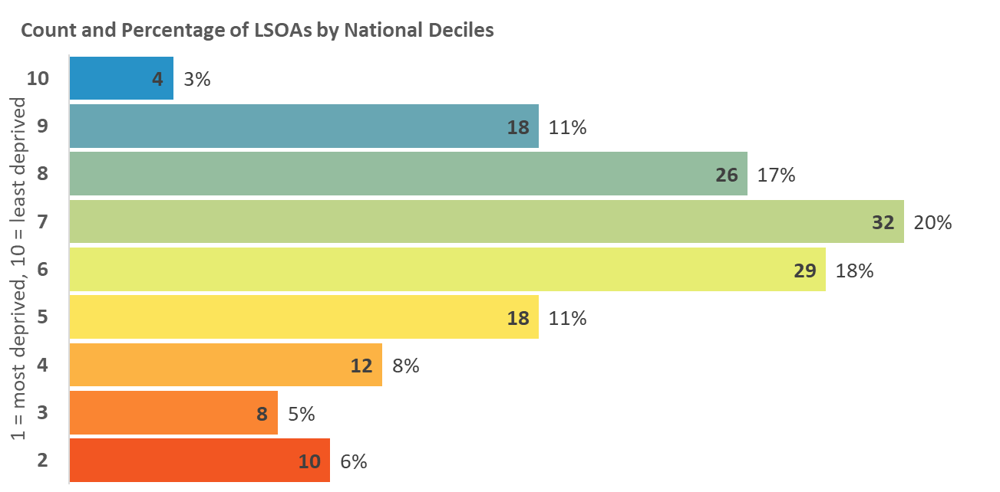 Count and Percentage of LSOAs by National Deciles
1 = most deprived, 10 = least deprived
10 4 3%
9 18 11%
8 26 17%
7 32 20%
6 29 18%
5 18 11%
4 12 8%
3 8 5%
2 10 6%